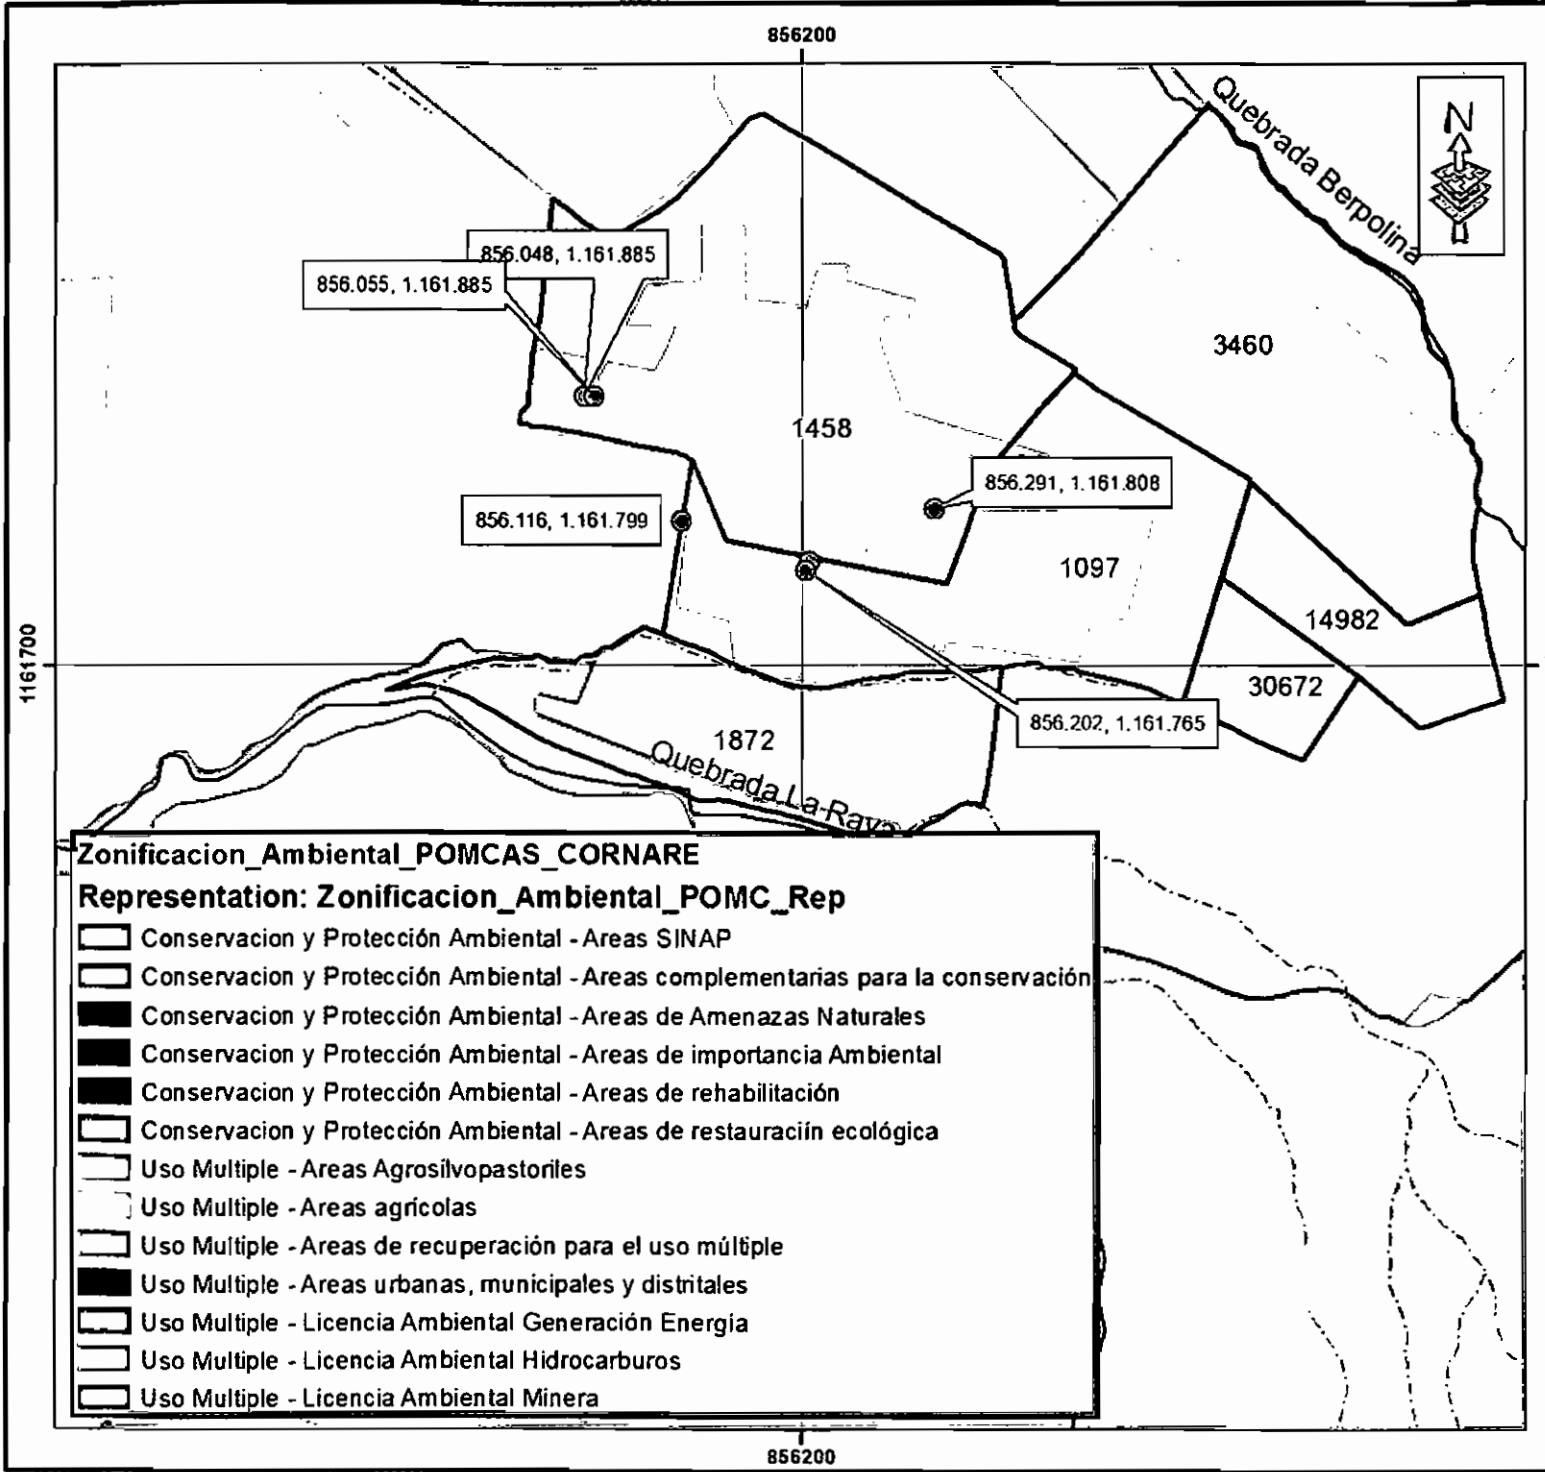 856200
Quebrada Berpolina
N
856.048, 1.161.885
856.055, 1.161.885
3460
1458
856.291, 1.161.808
856.116, 1.161.799
1097
14982
1161700
30672
856.202, 1.161.765
1872
Quebrada La Raya
Zonificacion_Ambiental_POMCAS_CORNARE
Representation: Zonificacion_Ambiental_POMC_Rep
Conservacion y Protección Ambiental - Areas SINAP
Conservacion y Protección Ambiental - Areas complementarias para la conservación
Conservacion y Protección Ambiental - Areas de Amenazas Naturales
Conservacion y Protección Ambiental - Areas de importancia Ambiental
Conservacion y Protección Ambiental - Areas de rehabilitación
Conservacion y Protección Ambiental - Areas de restauraciín ecológica
Uso Multiple - Areas Agrosilvopastoriles
Uso Multiple - Areas agrícolas
Uso Multiple - Areas de recuperación para el uso múltiple
Uso Multiple - Areas urbanas, municipales y distritales
Uso Multiple - Licencia Ambiental Generación Energía
Uso Multiple - Licencia Ambiental Hidrocarburos
Uso Multiple - Licencia Ambiental Minera
856200